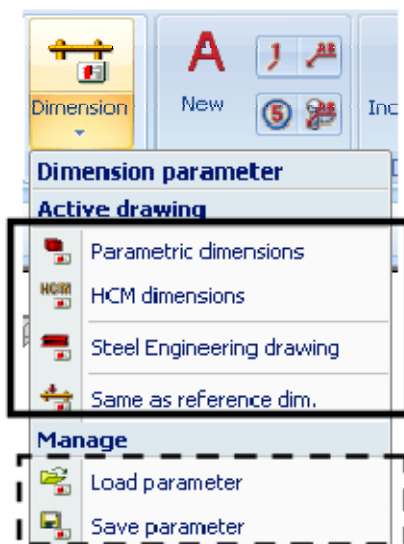 Dimension
New
Inc
Dimension parameter
Active drawing
Parametric dimensions
HCM
HCM dimensions
Steel Engineering drawing
Same as reference dim.
Manage
Load parameter
Save parameter